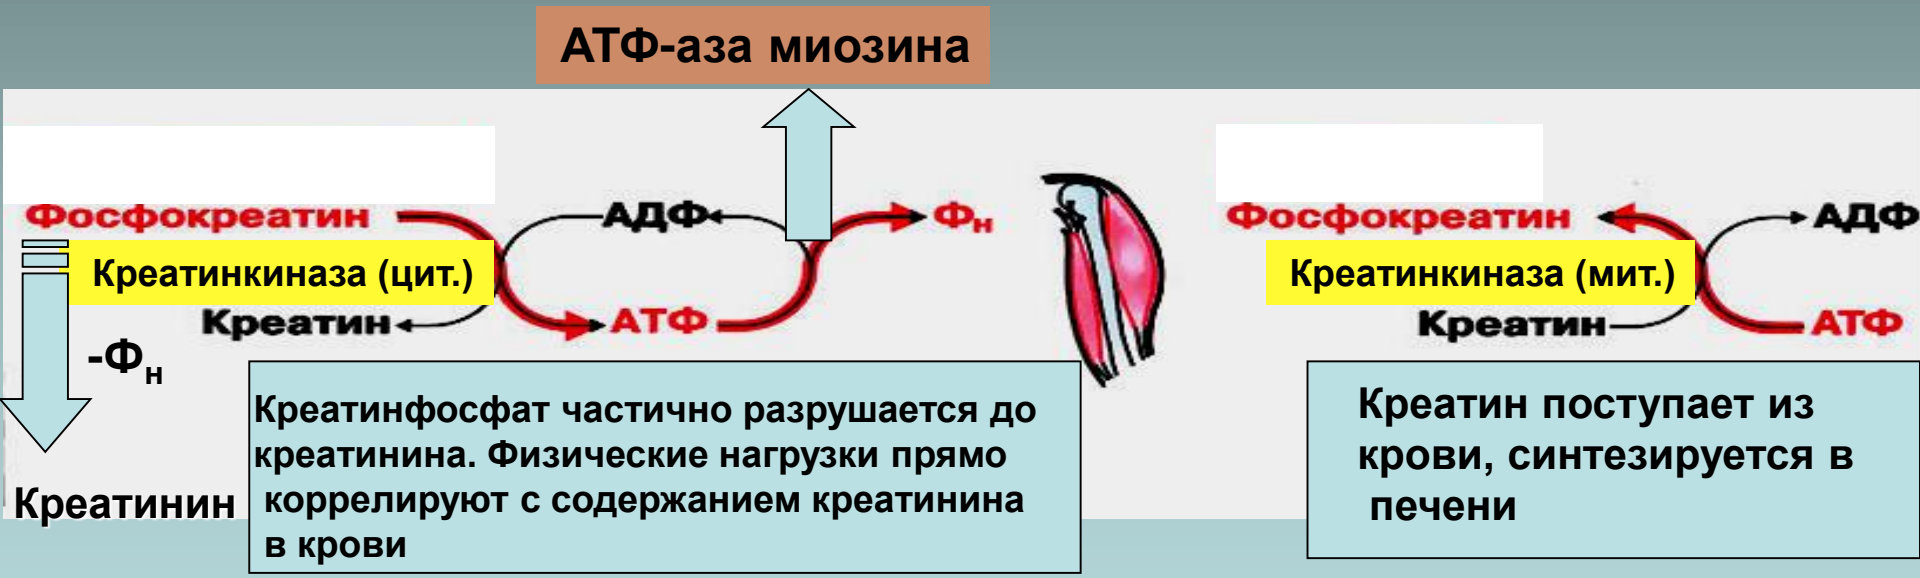 АТФ-аза миозина
Фосфокреатин
АДФ
Фн
Креатинкиназа (цит.)
Креатин
АТФ
-Фн
Креатинин
Креатинфосфат частично разрушается до
креатинина. Физические нагрузки прямо
коррелируют с содержанием креатинина
в крови
Фосфокреатин
АДФ
Креатинкиназа (мит.)
Креатин
АТФ
Креатин поступает из
крови, синтезируется в
печени